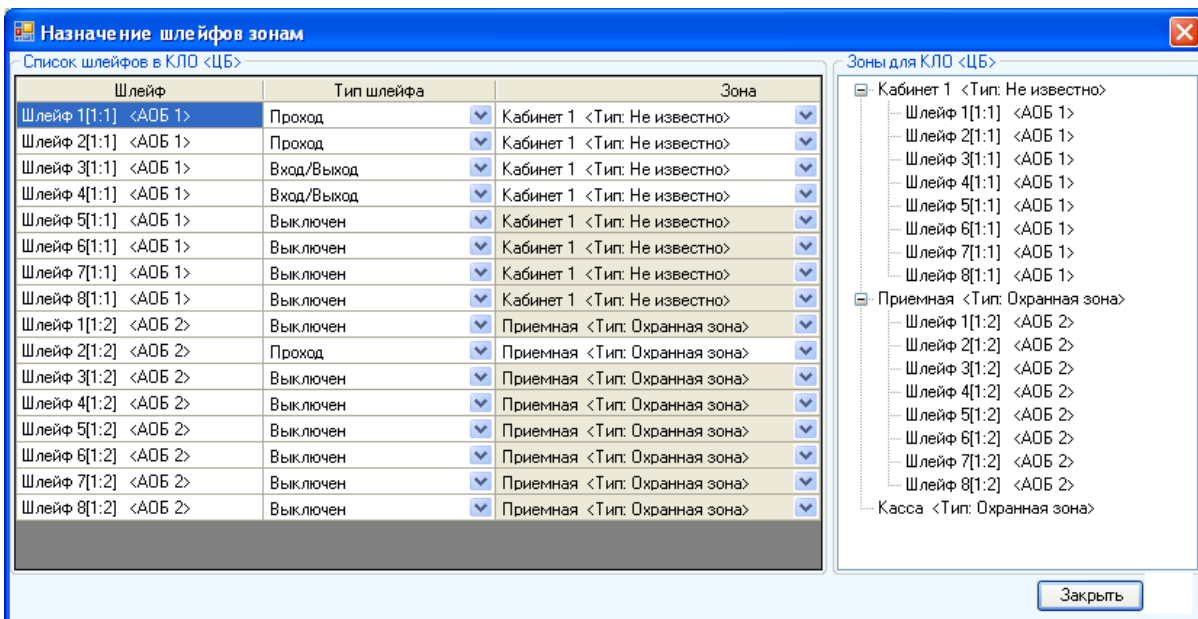 Назначение шлейфов зонам
Список шлейфов в КЛО <ЦБ>
Шлейф Тип шлейфа Зона
Шлейф 1[1:1] <АОБ 1> Проход Кабинет 1 <Тип: Не известно>
Шлейф 2[1:1] <АОБ 1> Проход Кабинет 1 <Тип: Не известно>
Шлейф 3[1:1] <АОБ 1> Вход/Выход Кабинет 1 <Тип: Не известно>
Шлейф 4[1:1] <АОБ 1> Вход/Выход Кабинет 1 <Тип: Не известно>
Шлейф 5[1:1] <АОБ 1> Выключен Кабинет 1 <Тип: Не известно>
Шлейф 6[1:1] <АОБ 1> Выключен Кабинет 1 <Тип: Не известно>
Шлейф 7[1:1] <АОБ 1> Выключен Кабинет 1 <Тип: Не известно>
Шлейф 8[1:1] <АОБ 1> Выключен Кабинет 1 <Тип: Не известно>
Шлейф 1[1:2] <АОБ 2> Выключен Приемная <Тип: Охранная зона>
Шлейф 2[1:2] <АОБ 2> Проход Приемная <Тип: Охранная зона>
Шлейф 3[1:2] <АОБ 2> Выключен Приемная <Тип: Охранная зона>
Шлейф 4[1:2] <АОБ 2> Выключен Приемная <Тип: Охранная зона>
Шлейф 5[1:2] <АОБ 2> Выключен Приемная <Тип: Охранная зона>
Шлейф 6[1:2] <АОБ 2> Выключен Приемная <Тип: Охранная зона>
Шлейф 7[1:2] <АОБ 2> Выключен Приемная <Тип: Охранная зона>
Шлейф 8[1:2] <АОБ 2> Выключен Приемная <Тип: Охранная зона>
Зоны для КЛО <ЦБ>
Кабинет 1 <Тип: Не известно>
Шлейф 1[1:1] <АОБ 1>
Шлейф 2[1:1] <АОБ 1>
Шлейф 3[1:1] <АОБ 1>
Шлейф 4[1:1] <АОБ 1>
Шлейф 5[1:1] <АОБ 1>
Шлейф 6[1:1] <АОБ 1>
Шлейф 7[1:1] <АОБ 1>
Шлейф 8[1:1] <АОБ 1>
Приемная <Тип: Охранная зона>
Шлейф 1[1:2] <АОБ 2>
Шлейф 2[1:2] <АОБ 2>
Шлейф 3[1:2] <АОБ 2>
Шлейф 4[1:2] <АОБ 2>
Шлейф 5[1:2] <АОБ 2>
Шлейф 6[1:2] <АОБ 2>
Шлейф 7[1:2] <АОБ 2>
Шлейф 8[1:2] <АОБ 2>
Касса <Тип: Охранная зона>
Закрыть